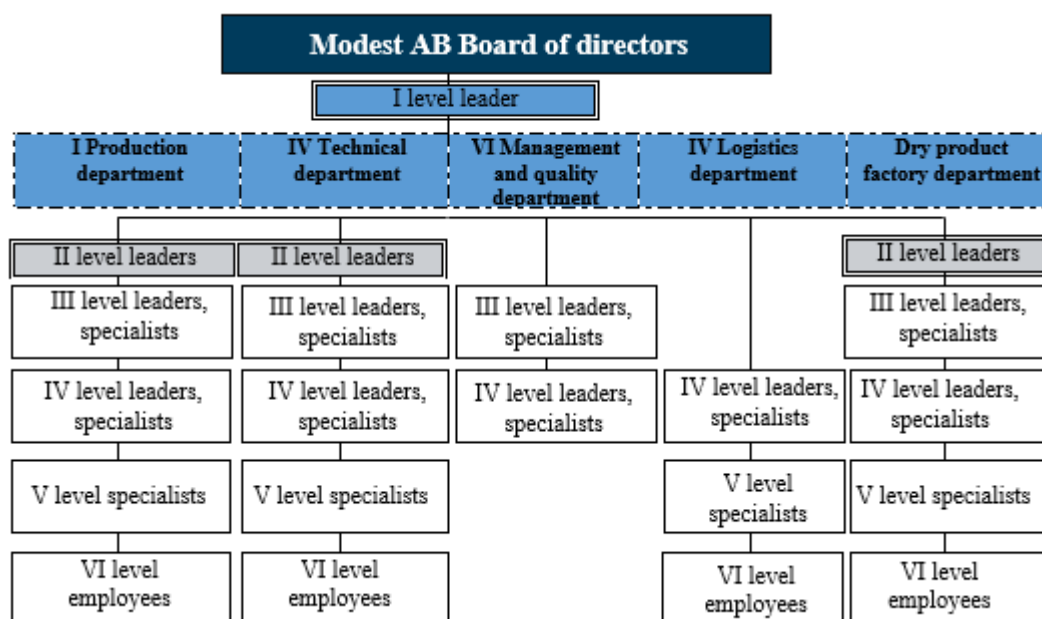 Modest AB Board of directors
I level leader
I Production
department
IV Technical
department
VI Management
and quality
department
IV Logistics
department
Dry product
factory department
II level leaders
II level leaders
II level leaders
III level leaders,
specialists
III level leaders,
specialists
III level leaders,
specialists
III level leaders,
specialists
IV level leaders,
specialists
IV level leaders,
specialists
IV level leaders,
specialists
IV level leaders,
specialists
IV level leaders,
specialists
V level specialists
V level specialists
V level
specialists
V level specialists
VI level
employees
VI level
employees
VI level
employees
VI level
employees